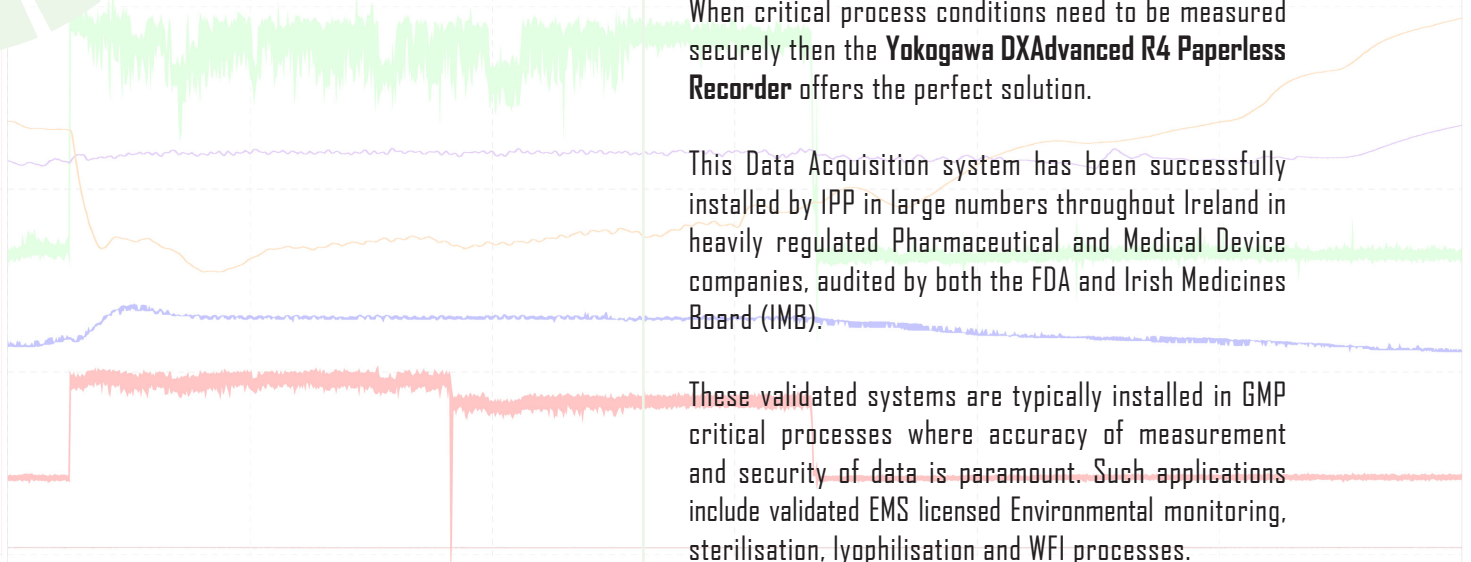 When critical process conditions need to be measured
securely then the Yokogawa DXAdvanced R4 Paperless
Recorder offers the perfect solution.
This Data Acquisition system has been successfully
installed by IPP in large numbers throughout Ireland in
heavily regulated Pharmaceutical and Medical Device
companies, audited by both the FDA and Irish Medicines
Board (IMB).
These validated systems are typically installed in GMP
critical processes where accuracy of measurement
and security of data is paramount. Such applications
include validated EMS licensed Environmental monitoring,
sterilisation, lyophilisation and WFI processes.